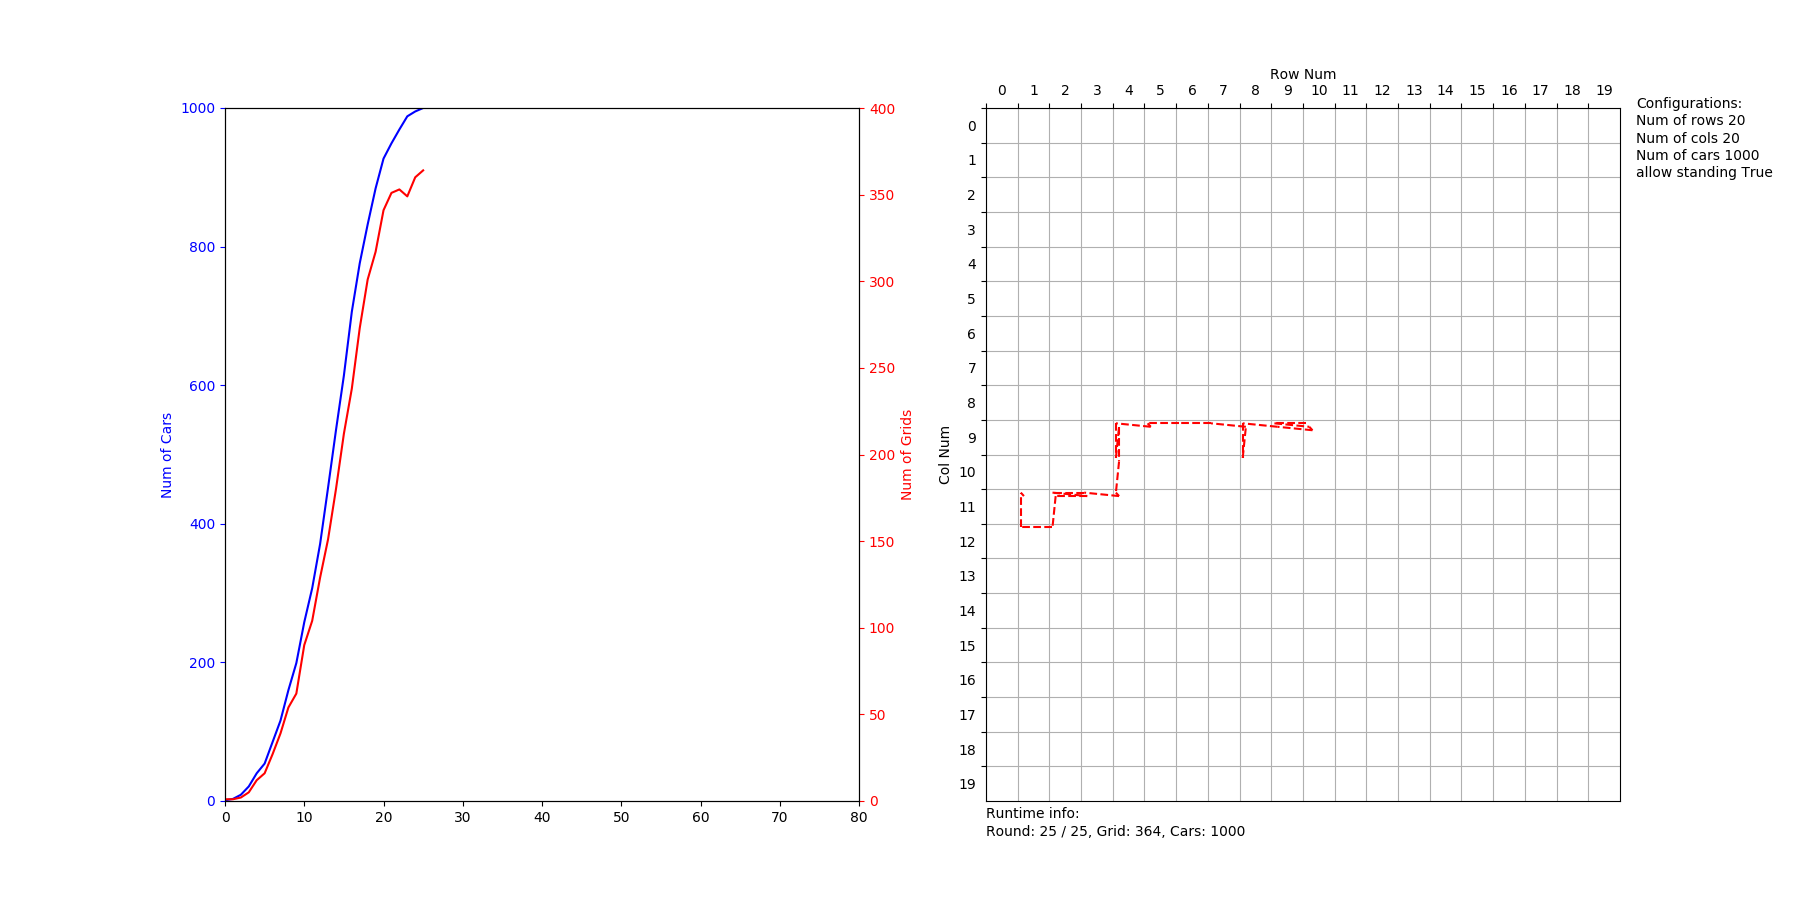 1000
800
600
400
200
0
Num of Cars
0 10 20 30 40 50 60 70 80
400
350
300
250
200
150
100
50
0
Num of Grids
Row Num
0 1 2 3 4 5 6 7 8 9 10 11 12 13 14 15 16 17 18 19
Col Num
0
1
2
3
4
5
6
7
8
9
10
11
12
13
14
15
16
17
18
19
Configurations:
Num of rows 20
Num of cols 20
Num of cars 1000
allow standing True
Runtime info:
Round: 25 / 25, Grid: 364, Cars: 1000